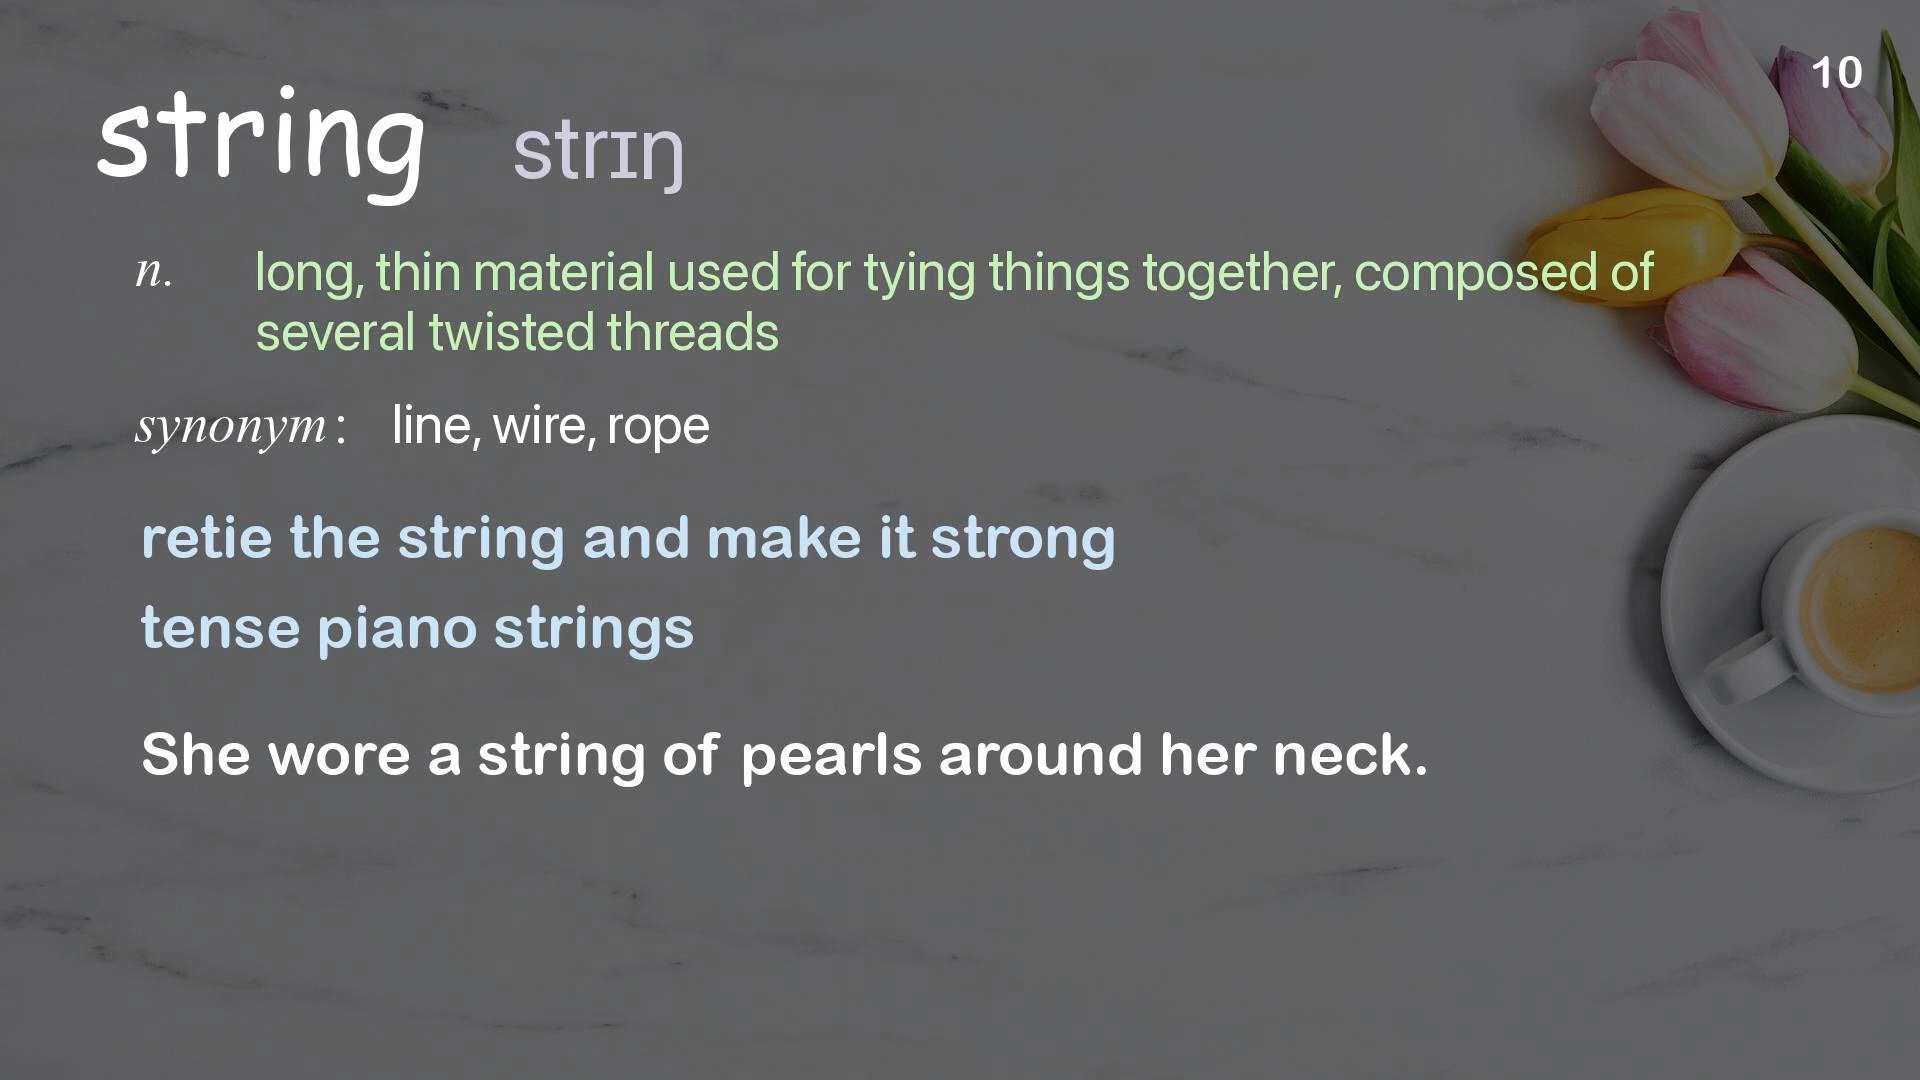 10
string strɪŋ
n. long, thin material used for tying things together, composed of
several twisted threads
synonym: line, wire, rope
retie the string and make it strong
tense piano strings
She wore a string of pearls around her neck.